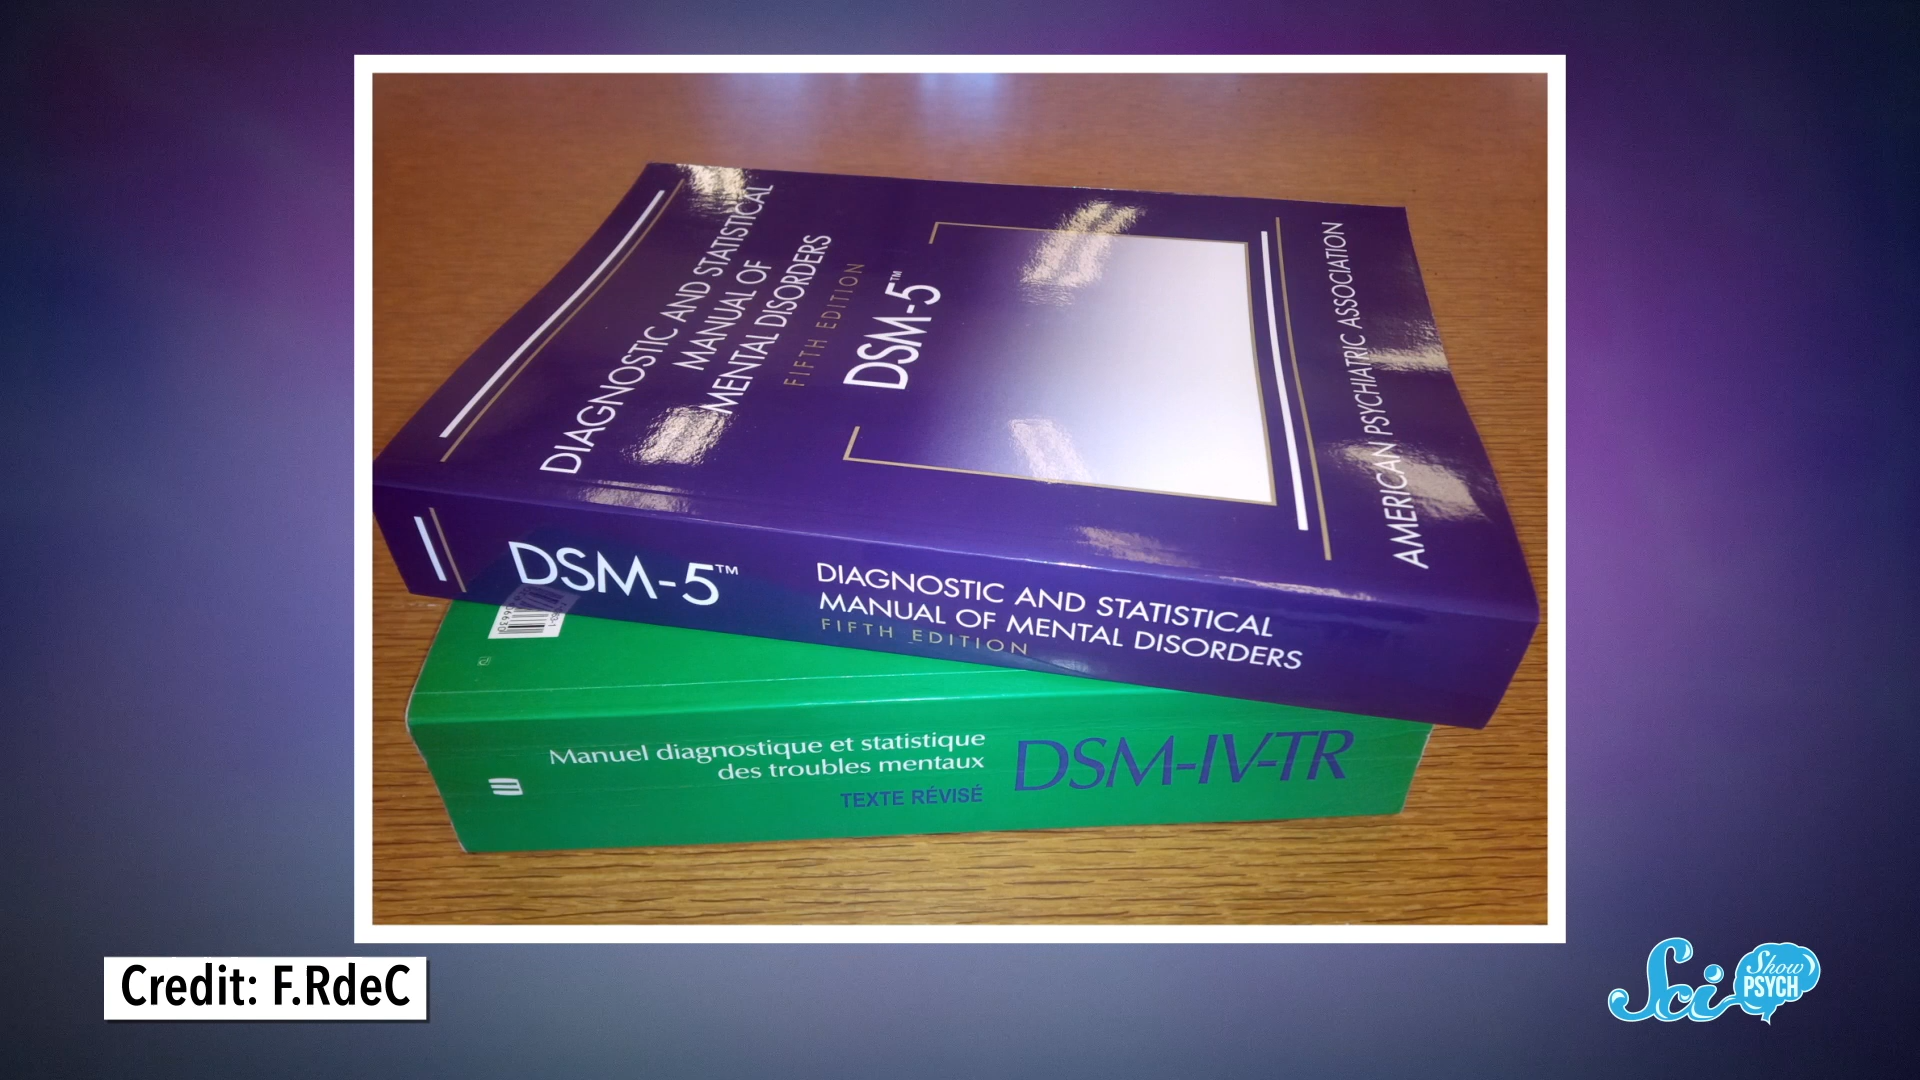 DIAGNOSTIC AND STATISTICAL
MANUAL OF
MENTAL DISORDERS
FIFTH EDITION
DSM-5™
AMERICAN PSYCHIATRIC ASSOCIATION
DSM-5™
DIAGNOSTIC AND STATISTICAL
MANUAL OF MENTAL DISORDERS
FIFTH EDITION
Manuel diagnostique et statistique
des troubles mentaux
TEXTE RÉVISÉ
DSM-IV-TR
Credit: F.RdeC
Sci Show
PSYCH